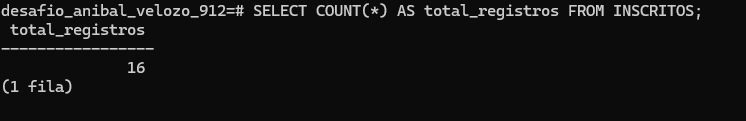 desafio_anibal_velozo_912=# SELECT COUNT(*) AS total_registros FROM INSCRITOS;
 total_registros
-----------------
              16
(1 fila)